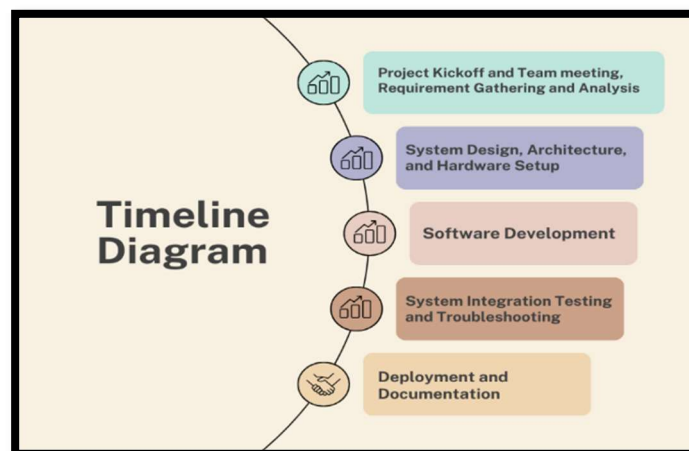 Timeline
Diagram
Project Kickoff and Team meeting,
Requirement Gathering and Analysis
System Design, Architecture,
and Hardware Setup
Software Development
System Integration Testing
and Troubleshooting
Deployment and
Documentation